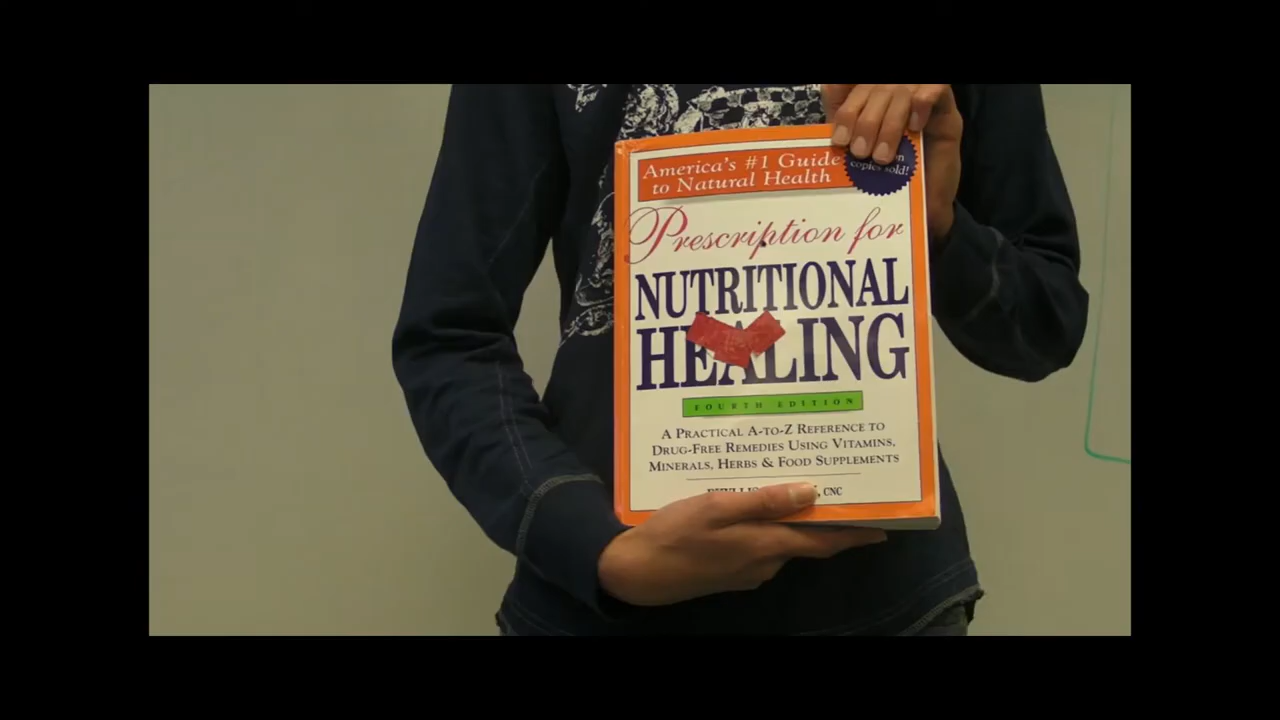 America's #1 Guide
to Natural Health
copies sold!
Prescription for
NUTRITIONAL
HEALING
FOURTH EDITION
A PRACTICAL A-TO-Z REFERENCE TO
DRUG-FREE REMEDIES USING VITAMINS,
MINERALS, HERBS & FOOD SUPPLEMENTS
CNC